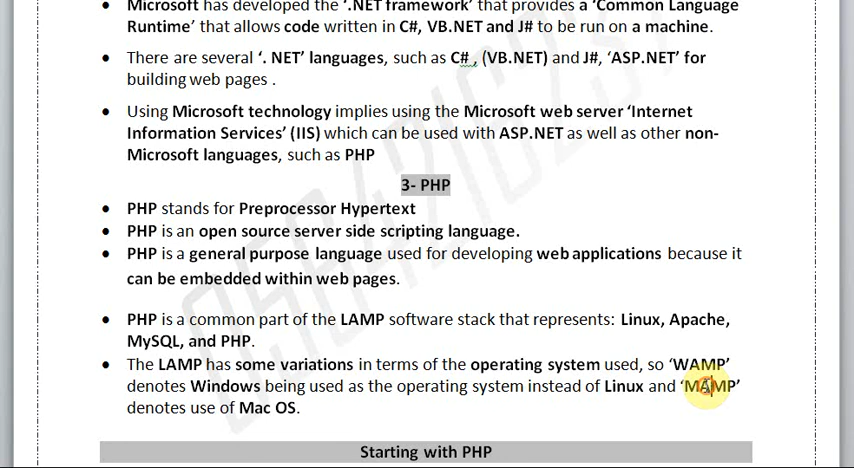 • Microsoft has developed the '.NET framework' that provides a 'Common Language
Runtime' that allows code written in C#, VB.NET and J# to be run on a machine.
• There are several '. NET' languages, such as C# , (VB.NET) and J#, 'ASP.NET' for
building web pages .
• Using Microsoft technology implies using the Microsoft web server 'Internet
Information Services' (IIS) which can be used with ASP.NET as well as other non-
Microsoft languages, such as PHP
3- PHP
• PHP stands for Preprocessor Hypertext
• PHP is an open source server side scripting language.
• PHP is a general purpose language used for developing web applications because it
can be embedded within web pages.
• PHP is a common part of the LAMP software stack that represents: Linux, Apache,
MySQL, and PHP.
• The LAMP has some variations in terms of the operating system used, so 'WAMP'
denotes Windows being used as the operating system instead of Linux and 'MAMP'
denotes use of Mac OS.
Starting with PHP